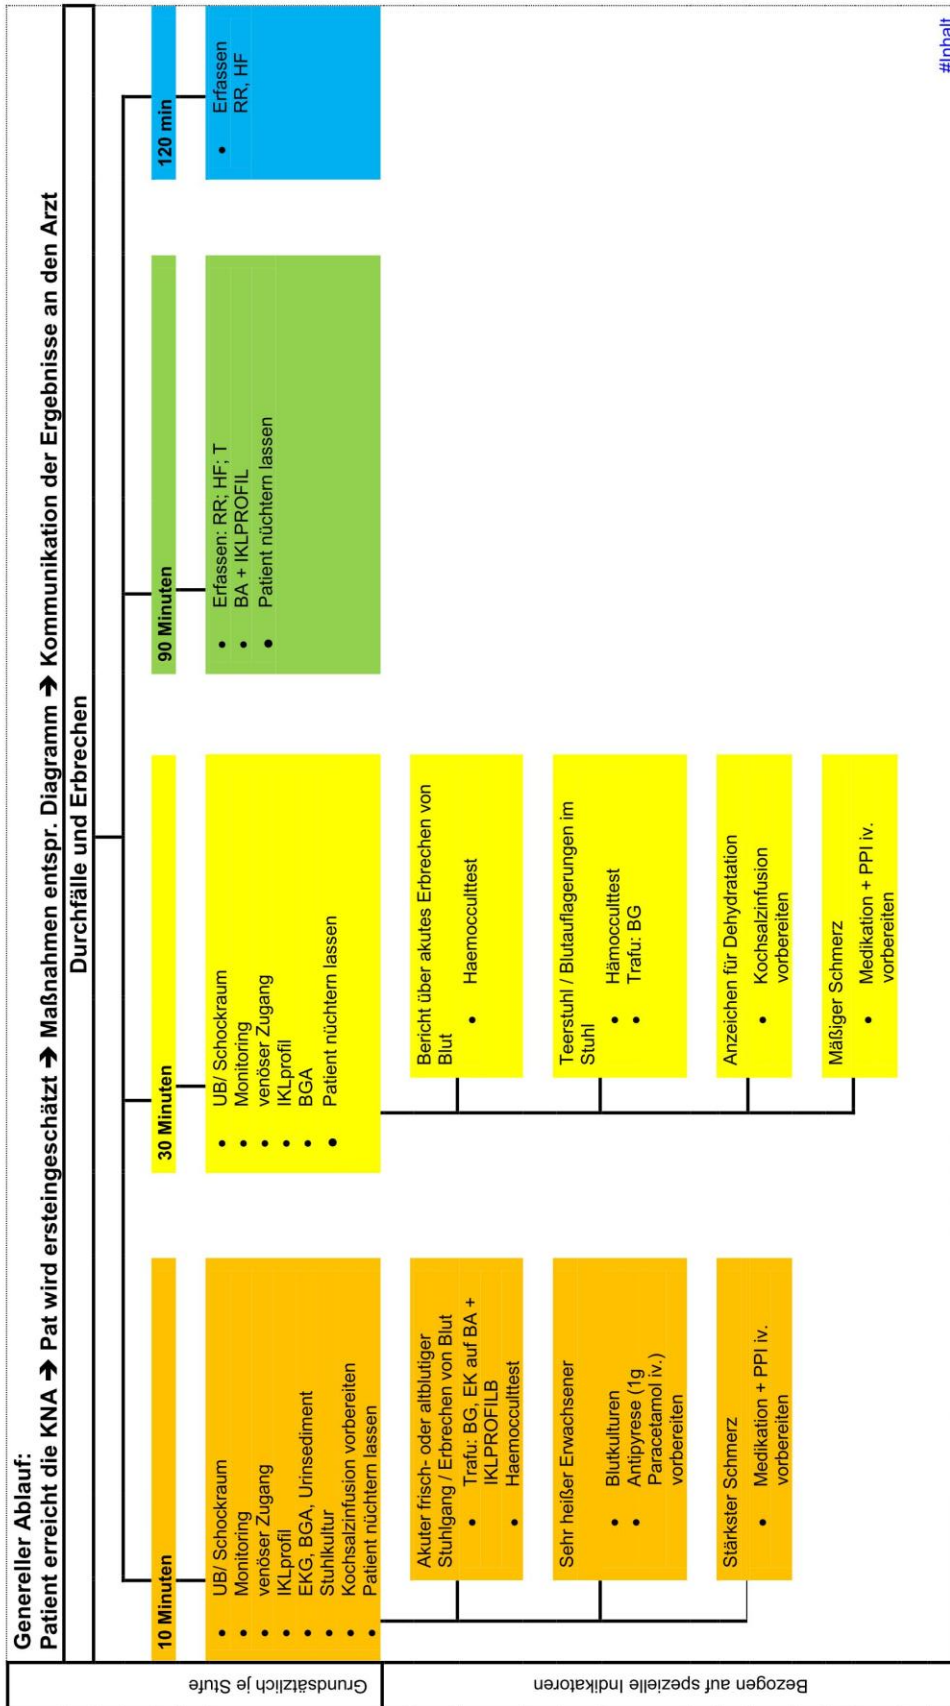 Genereller Ablauf:
Patient erreicht die KNA ➔ Pat wird ersteingeschätzt ➔ Maßnahmen entspr. Diagramm ➔ Kommunikation der Ergebnisse an den Arzt
Durchfälle und Erbrechen
Grundsätzlich je Stufe
10 Minuten
• UB/ Schockraum
• Monitoring
• venöser Zugang
• IKLprofil
• EKG, BGA, Urinsediment
• Stuhlkultur
• Kochsalzinfusion vorbereiten
• Patient nüchtern lassen
30 Minuten
• UB/ Schockraum
• Monitoring
• venöser Zugang
• IKLprofil
• BGA
• Patient nüchtern lassen
90 Minuten
• Erfassen: RR; HF; T
• BA + IKLPROFIL
• Patient nüchtern lassen
120 min
• Erfassen
RR, HF
Bezogen auf spezielle Indikatoren
Akuter frisch- oder altblutiger
Stuhlgang / Erbrechen von Blut
• Trafu: BG, EK auf BA +
IKLPROFILB
• Haemocculttest
Sehr heißer Erwachsener
• Blutkulturen
• Antipyrese (1g
Paracetamol iv.)
vorbereiten
Stärkster Schmerz
• Medikation + PPI iv.
vorbereiten
Bericht über akutes Erbrechen von
Blut
• Haemocculttest
Teerstuhl / Blutauflagerungen im
Stuhl
• Hämocculttest
• Trafu: BG
Anzeichen für Dehydratation
• Kochsalzinfusion
vorbereiten
Mäßiger Schmerz
• Medikation + PPI iv.
vorbereiten
#Inhalt